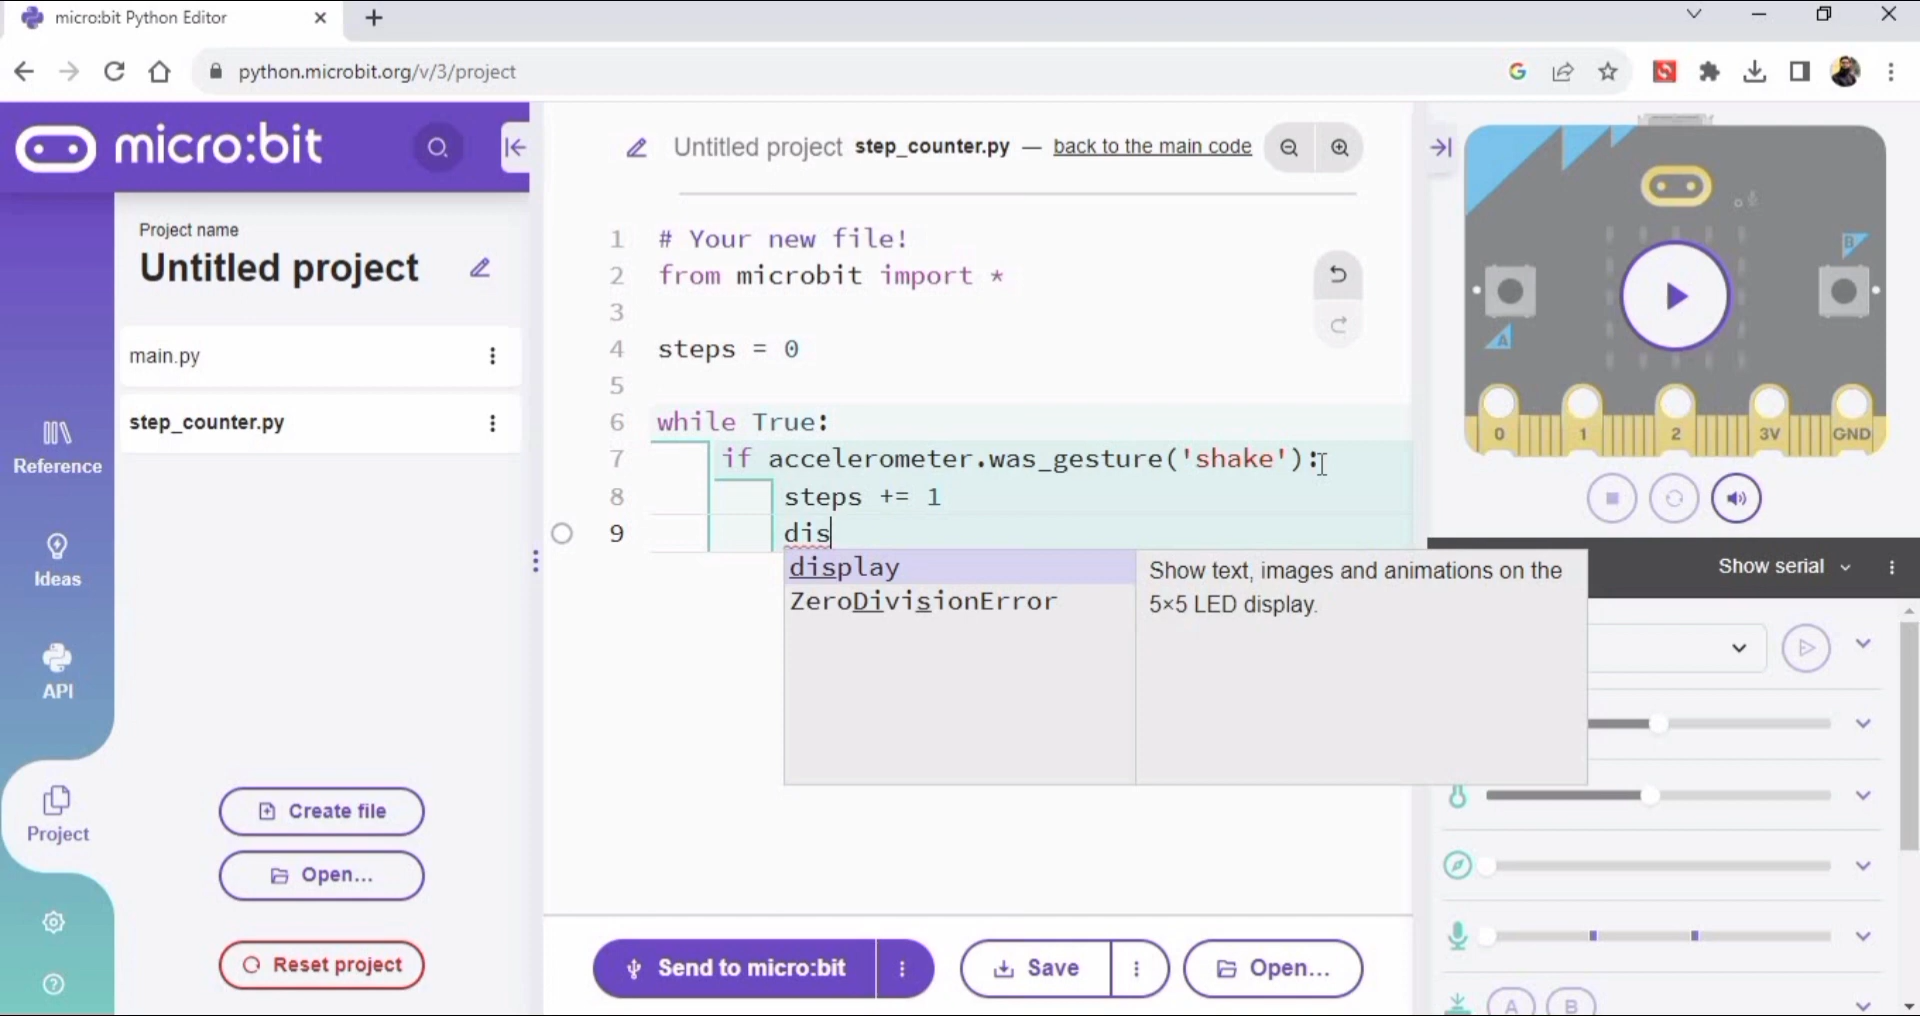 micro:bit Python Editor
python.microbit.org/v/3/project
micro:bit
Untitled project step_counter.py — back to the main code
Project name
Untitled project
main.py
step_counter.py
Reference
Ideas
API
Project
Create file
Open...
Reset project
1 # Your new file!
2 from microbit import *
3
4 steps = 0
5
6 while True:
7 if accelerometer.was_gesture('shake'):
8 steps += 1
9 dis
display
ZeroDivisionError
Show text, images and animations on the
5×5 LED display.
Send to micro:bit
Save
Open...
B
A
0 1 2 3V GND
Show serial
A B